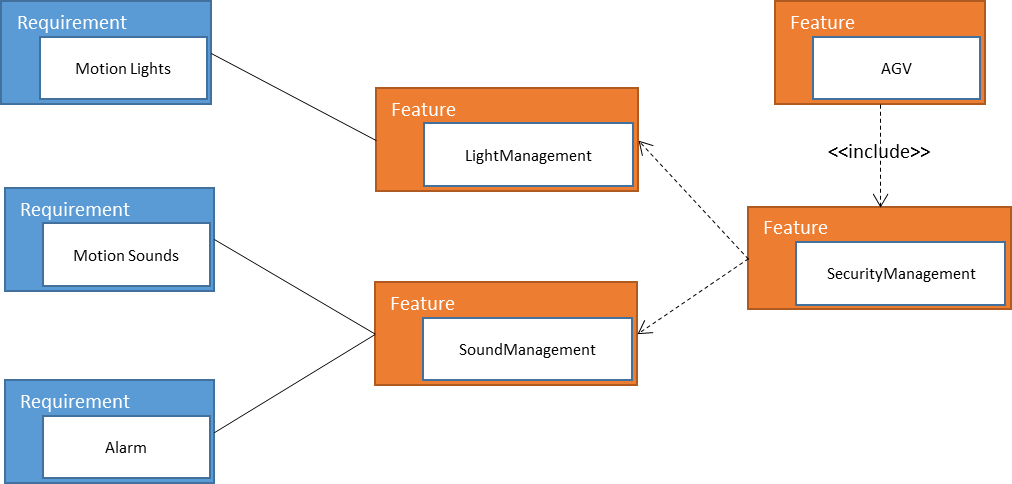 Requirement
Motion Lights
Feature
AGV
Feature
LightManagement
<<include>>
Requirement
Motion Sounds
Feature
SecurityManagement
Feature
SoundManagement
Requirement
Alarm